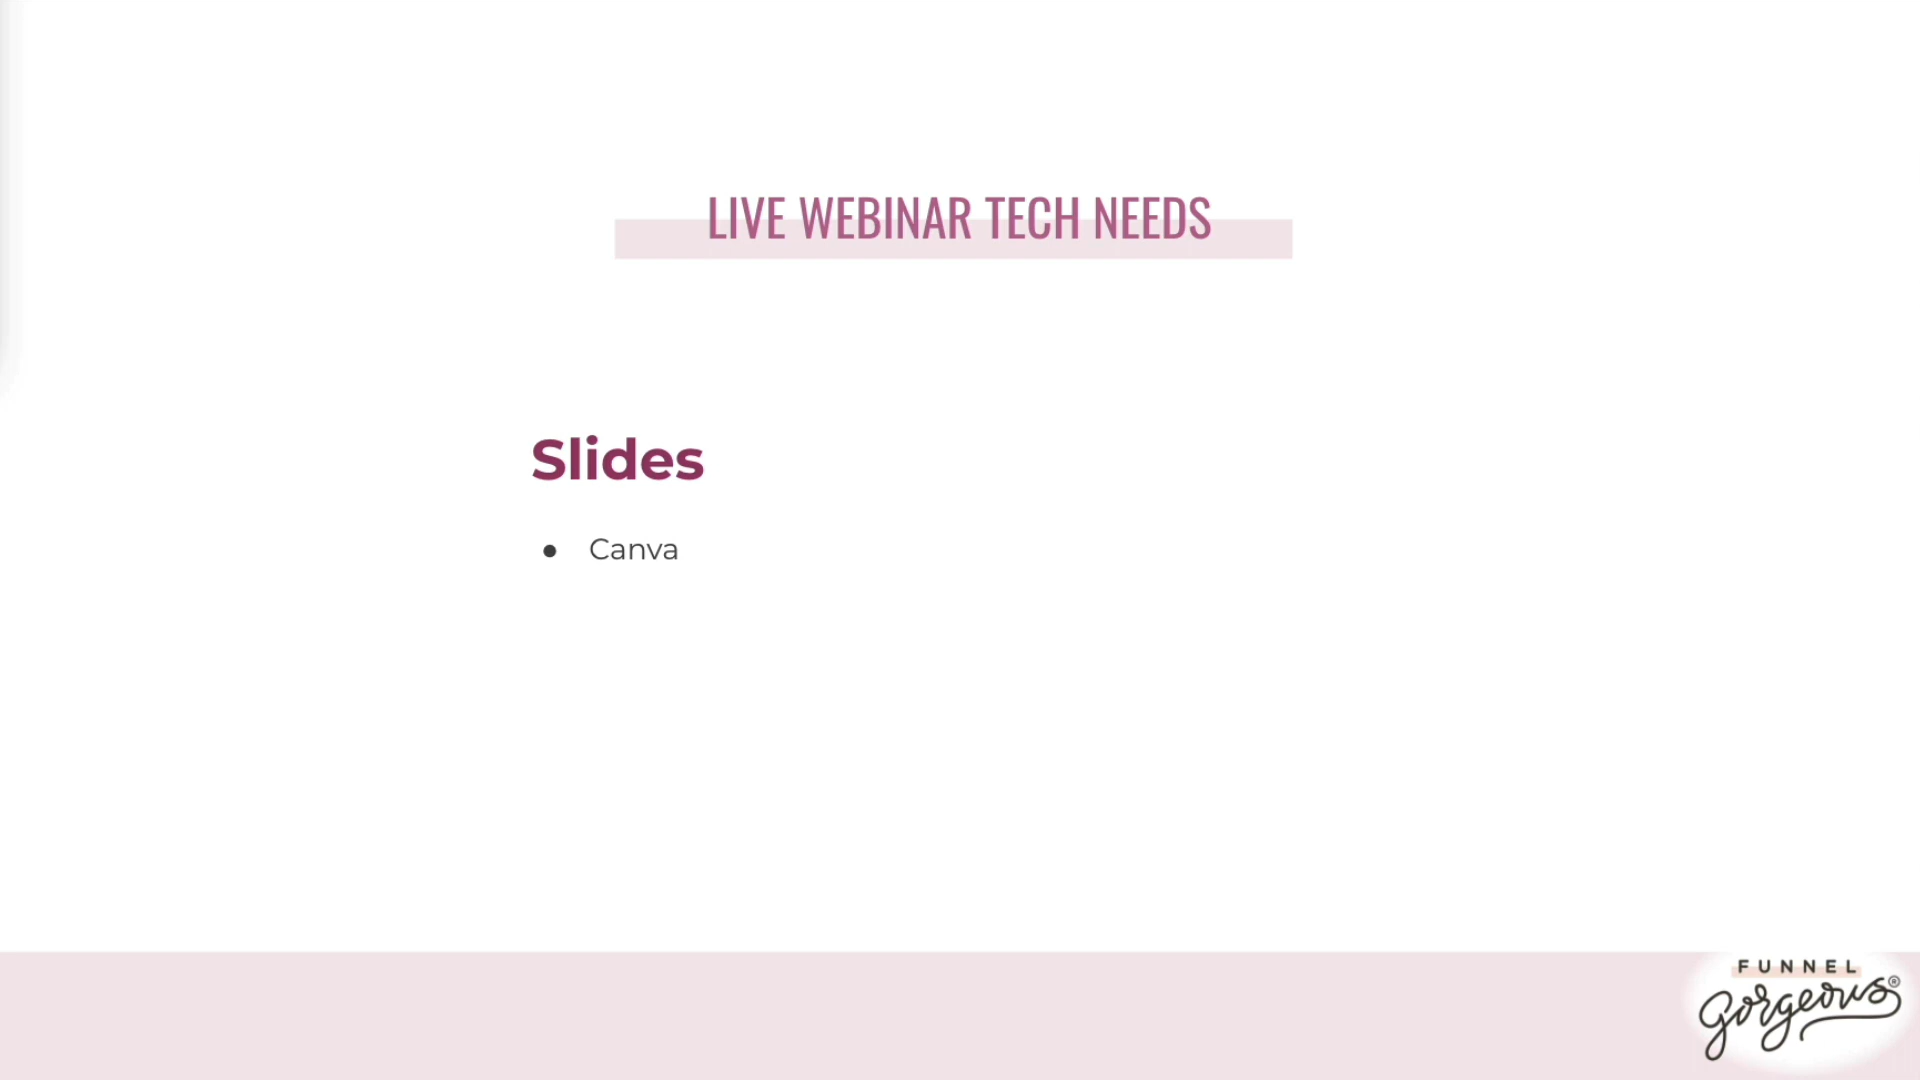 LIVE WEBINAR TECH NEEDS
Slides
● Canva
FUNNEL
gorgeous®